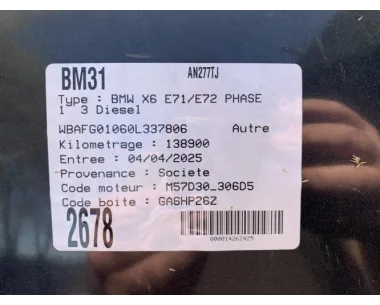 BM31 AN277TJ
Type : BMW X6 E71/E72 PHASE
1 3 Diesel
WBAFG01060L337806 Autre
Kilometrage : 138900
Entree : 04/04/2025
Provenance : Societe
Code moteur : M57D30_306D5
Code boite : GA6HP26Z
2678
000014262425